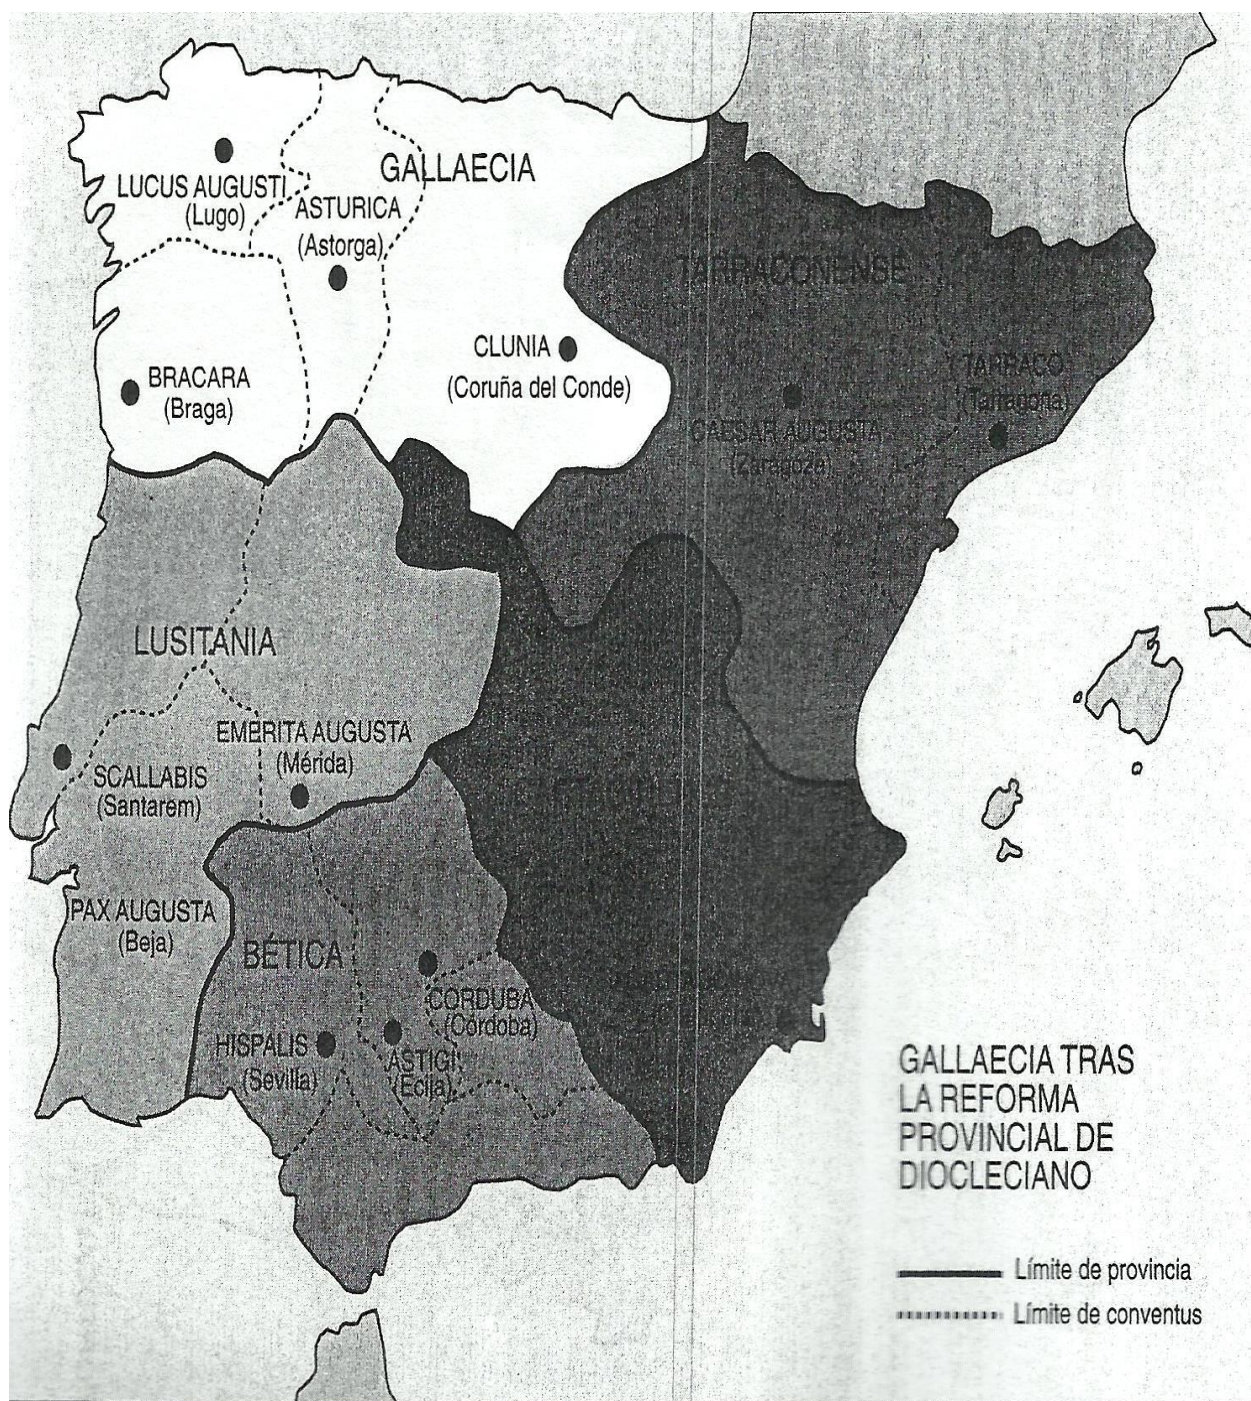 LUCUS AUGUSTI
(Lugo)
GALLAECIA
ASTURICA
(Astorga)
CLUNIA
(Coruña del Conde)
BRACARA
(Braga)
TARRACONENSE
TARRACO
(Tarragona)
CAESAR AUGUSTA
(Zaragoza)
LUSITANIA
EMERITA AUGUSTA
(Mérida)
SCALLABIS
(Santarem)
PAX AUGUSTA
(Beja)
BÉTICA
CORDUBA
(Córdoba)
HISPALIS
(Sevilla)
ASTIGI
(Ecija)
GALLAECIA TRAS
LA REFORMA
PROVINCIAL DE
DIOCLECIANO
Límite de provincia
Límite de conventus